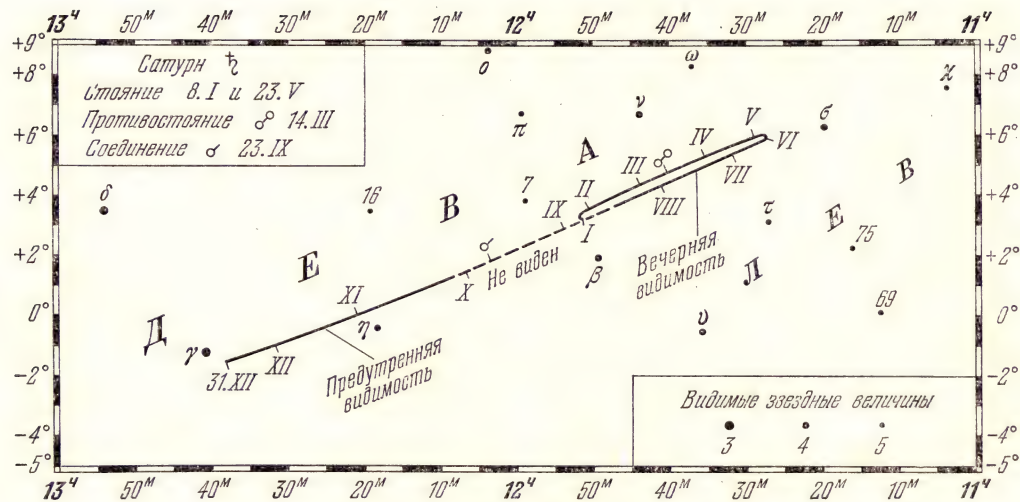 13ч 50м 40м 30м 20м 10м 12ч 50м 40м 30м 20м 10м 11ч
+9° +9°
Сатурн ♄
Стояние 8.I и 23.V
Противостояние ☍ 14.III
Соединение ☌ 23.IX
ο ω
+8° +8°
χ
π ν σ
+6° +6°
А IV V VI
III ☍ VII В
δ 16 7 II
+4° +4°
В IX I VIII τ Е
☌ Не виден β Вечерняя
видимость 75
+2° +2°
Е X Л
XI 69
0° 0°
Д η υ
γ XII
31.XII Предутренняя
видимость
−2° −2°
Видимые звездные величины
3 4 5
−4° −4°
−5° −5°
13ч 50м 40м 30м 20м 10м 12ч 50м 40м 30м 20м 10м 11ч